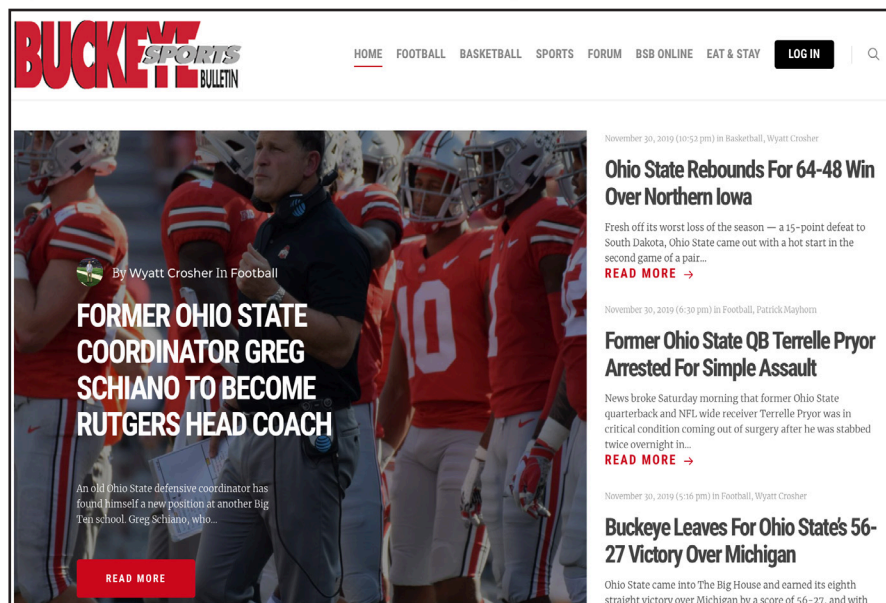 BUCKEYE
SPORTS
BULLETIN
HOME FOOTBALL BASKETBALL SPORTS FORUM BSB ONLINE EAT & STAY LOG IN
By Wyatt Crosher In Football
FORMER OHIO STATE
COORDINATOR GREG
SCHIANO TO BECOME
RUTGERS HEAD COACH
An old Ohio State defensive coordinator has
found himself a new position at another Big
Ten school. Greg Schiano, who...
READ MORE
10
November 30, 2019 (10:52 pm) in Basketball, Wyatt Crosher
Ohio State Rebounds For 64-48 Win
Over Northern Iowa
Fresh off its worst loss of the season — a 15-point defeat to
South Dakota, Ohio State came out with a hot start in the
second game of a pair...
READ MORE →
November 30, 2019 (6:30 pm) in Football, Patrick Mayhorn
Former Ohio State QB Terrelle Pryor
Arrested For Simple Assault
News broke Saturday morning that former Ohio State
quarterback and NFL wide receiver Terrelle Pryor was in
critical condition coming out of surgery after he was stabbed
twice overnight in...
READ MORE →
November 30, 2019 (5:16 pm) in Football, Wyatt Crosher
Buckeye Leaves For Ohio State's 56-
27 Victory Over Michigan
Ohio State came into The Big House and earned its eighth
straight victory over Michigan by a score of 56-27, and with